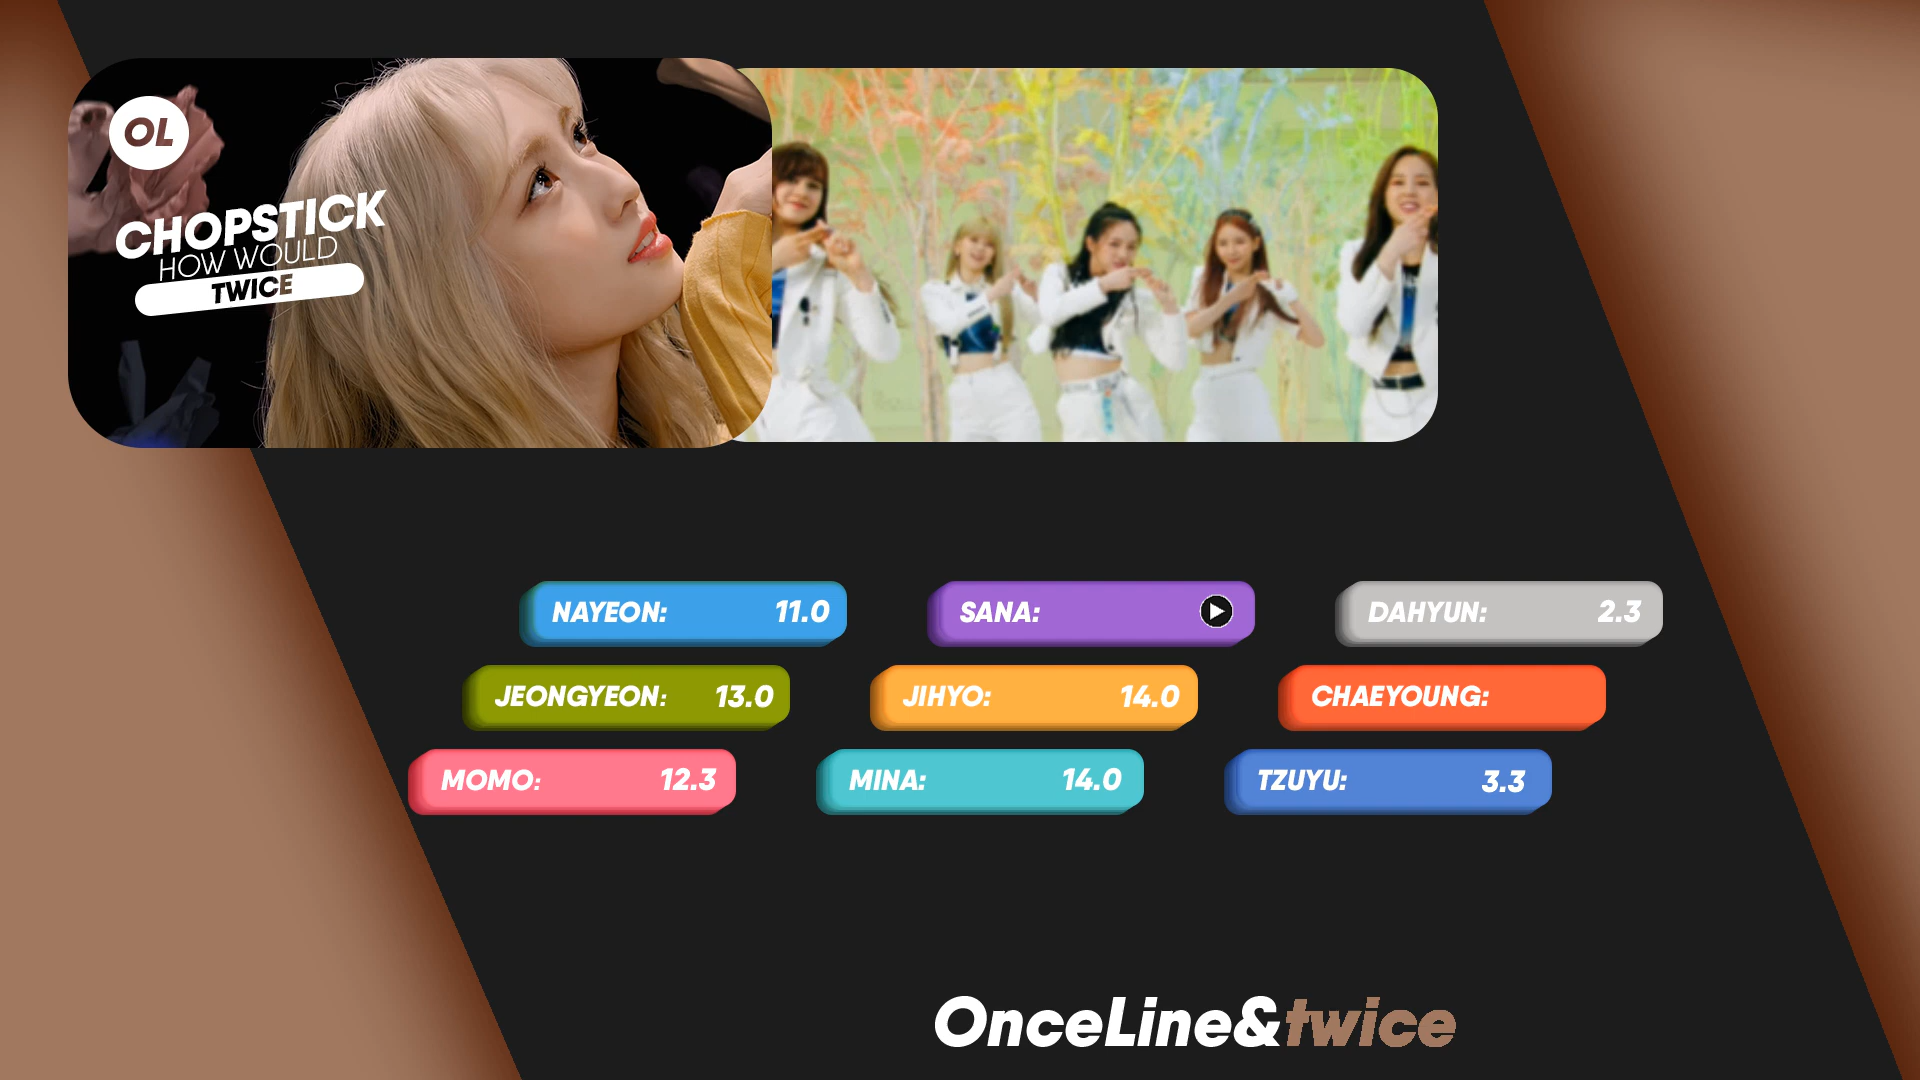 OL
CHOPSTICK
HOW WOULD
TWICE
NAYEON: 11.0
SANA:
DAHYUN: 2.3
JEONGYEON: 13.0
JIHYO: 14.0
CHAEYOUNG:
MOMO: 12.3
MINA: 14.0
TZUYU: 3.3
OnceLine&twice